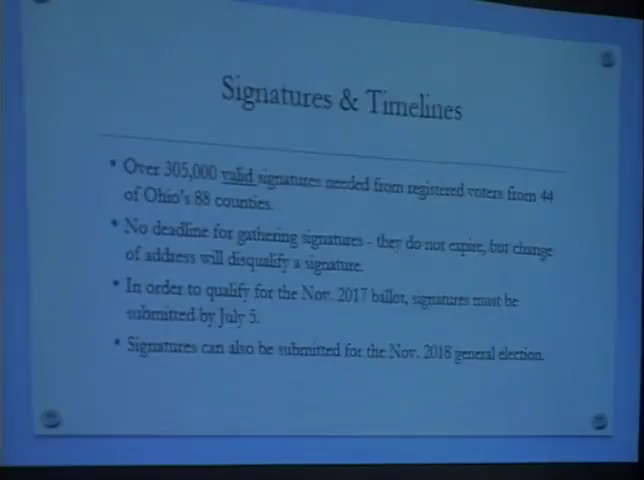 Signatures & Timelines
• Over 305,000 valid signatures needed from registered voters from 44
of Ohio's 88 counties.
• No deadline for gathering signatures - they do not expire, but change
of address will disqualify a signature.
• In order to qualify for the Nov. 2017 ballot, signatures must be
submitted by July 5.
• Signatures can also be submitted for the Nov. 2018 general election.